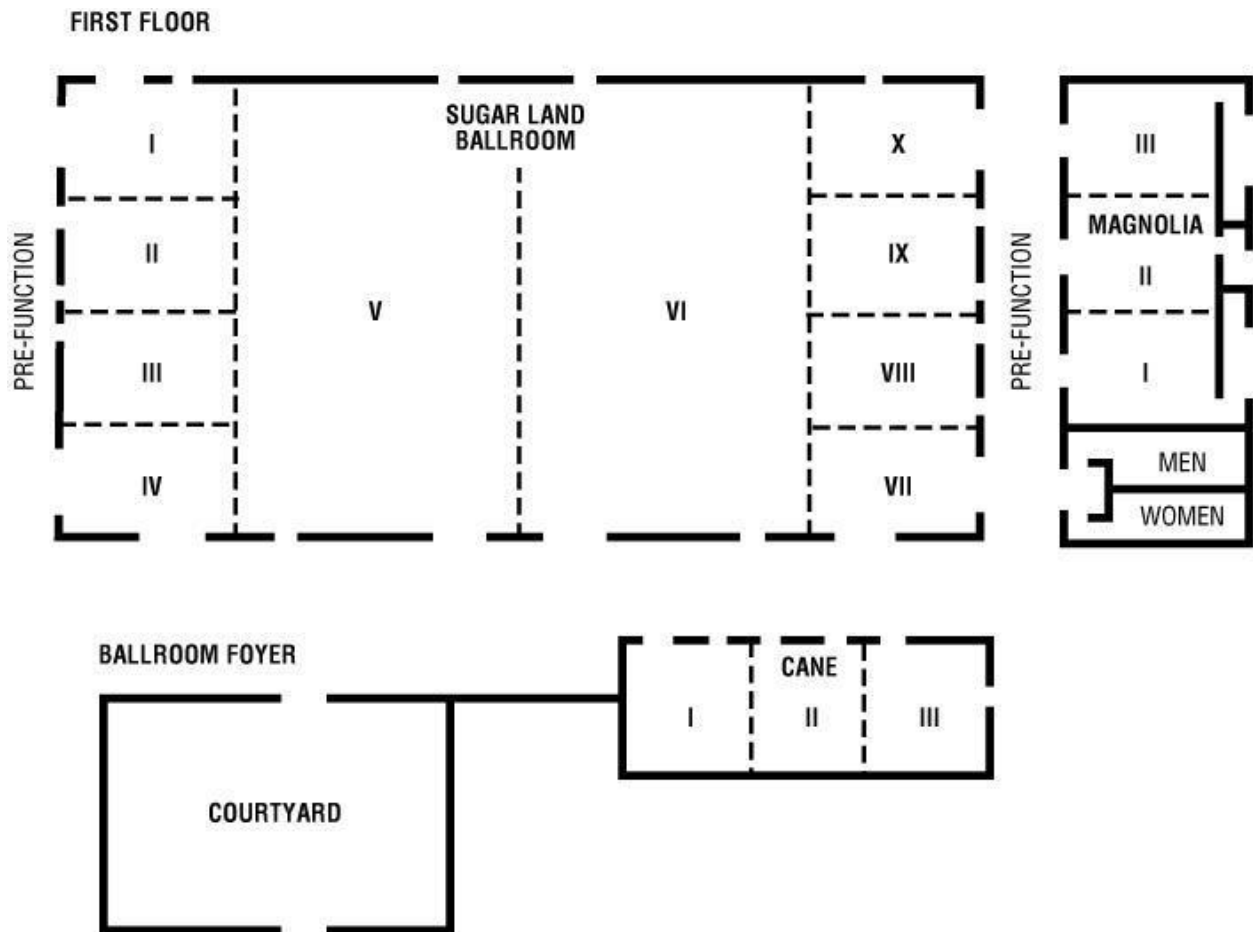 FIRST FLOOR
SUGAR LAND
BALLROOM
I
II
III
IV
V
VI
X
IX
VIII
VII
PRE-FUNCTION
PRE-FUNCTION
III
MAGNOLIA
II
I
MEN
WOMEN
BALLROOM FOYER
COURTYARD
CANE
I
II
III